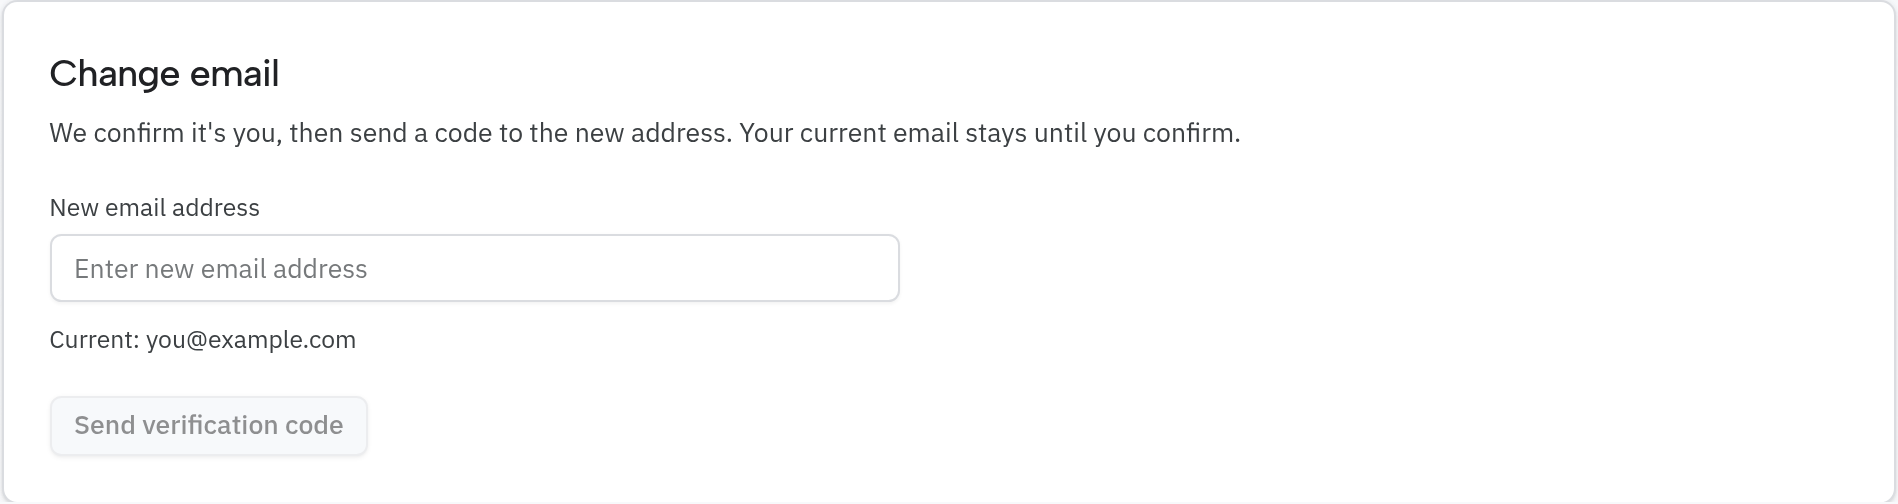 Change email
We confirm it's you, then send a code to the new address. Your current email stays until you confirm.
New email address
Enter new email address
Current: you@example.com
Send verification code